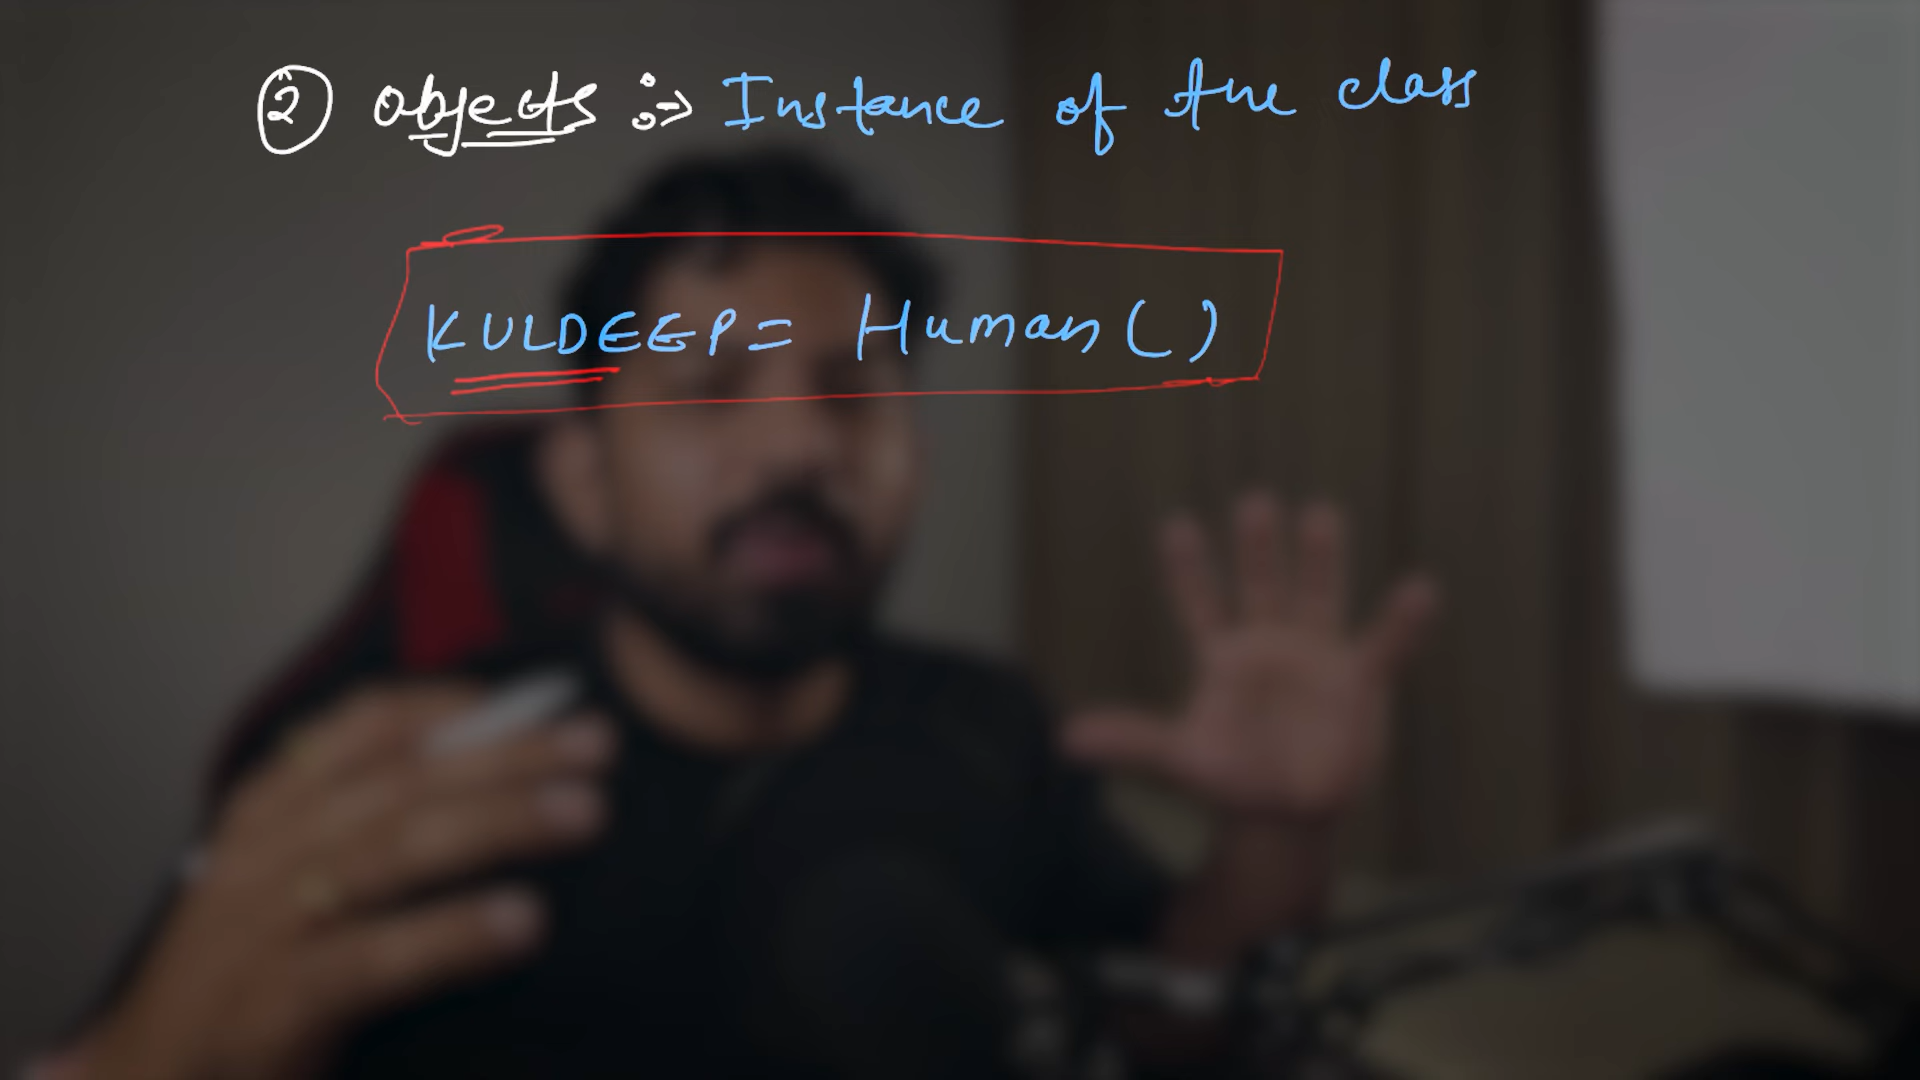 ② objects :-> Instance of the class
KULDEEP = Human()